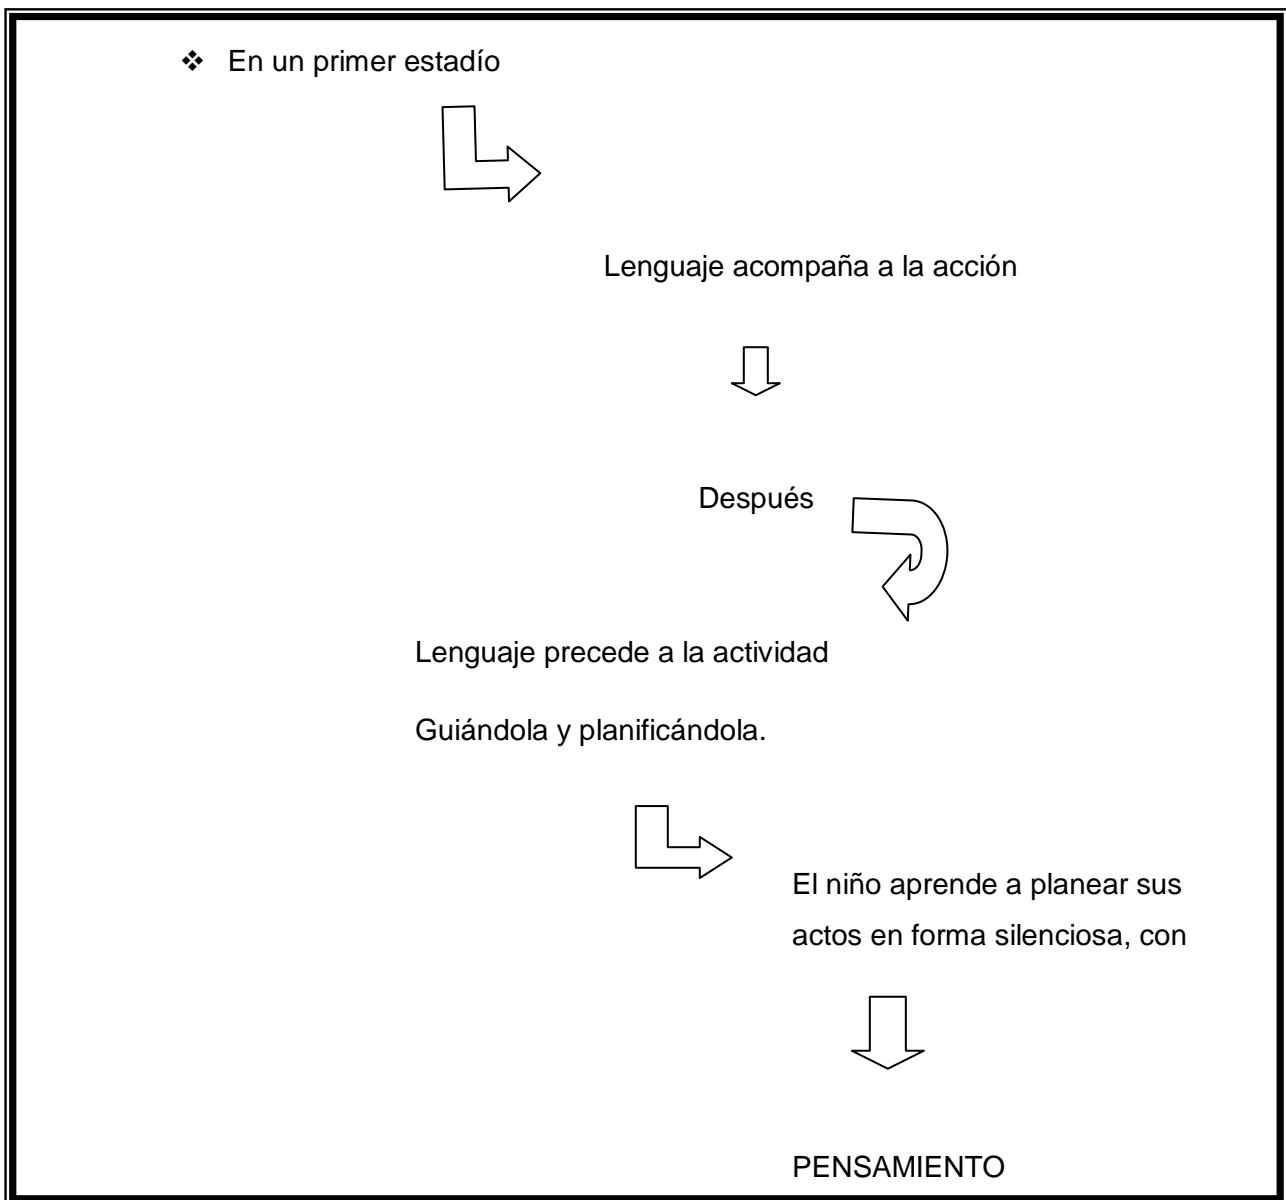 ❖ En un primer estadío
Lenguaje acompaña a la acción
Después
Lenguaje precede a la actividad
Guiándola y planificándola.
El niño aprende a planear sus
actos en forma silenciosa, con
PENSAMIENTO